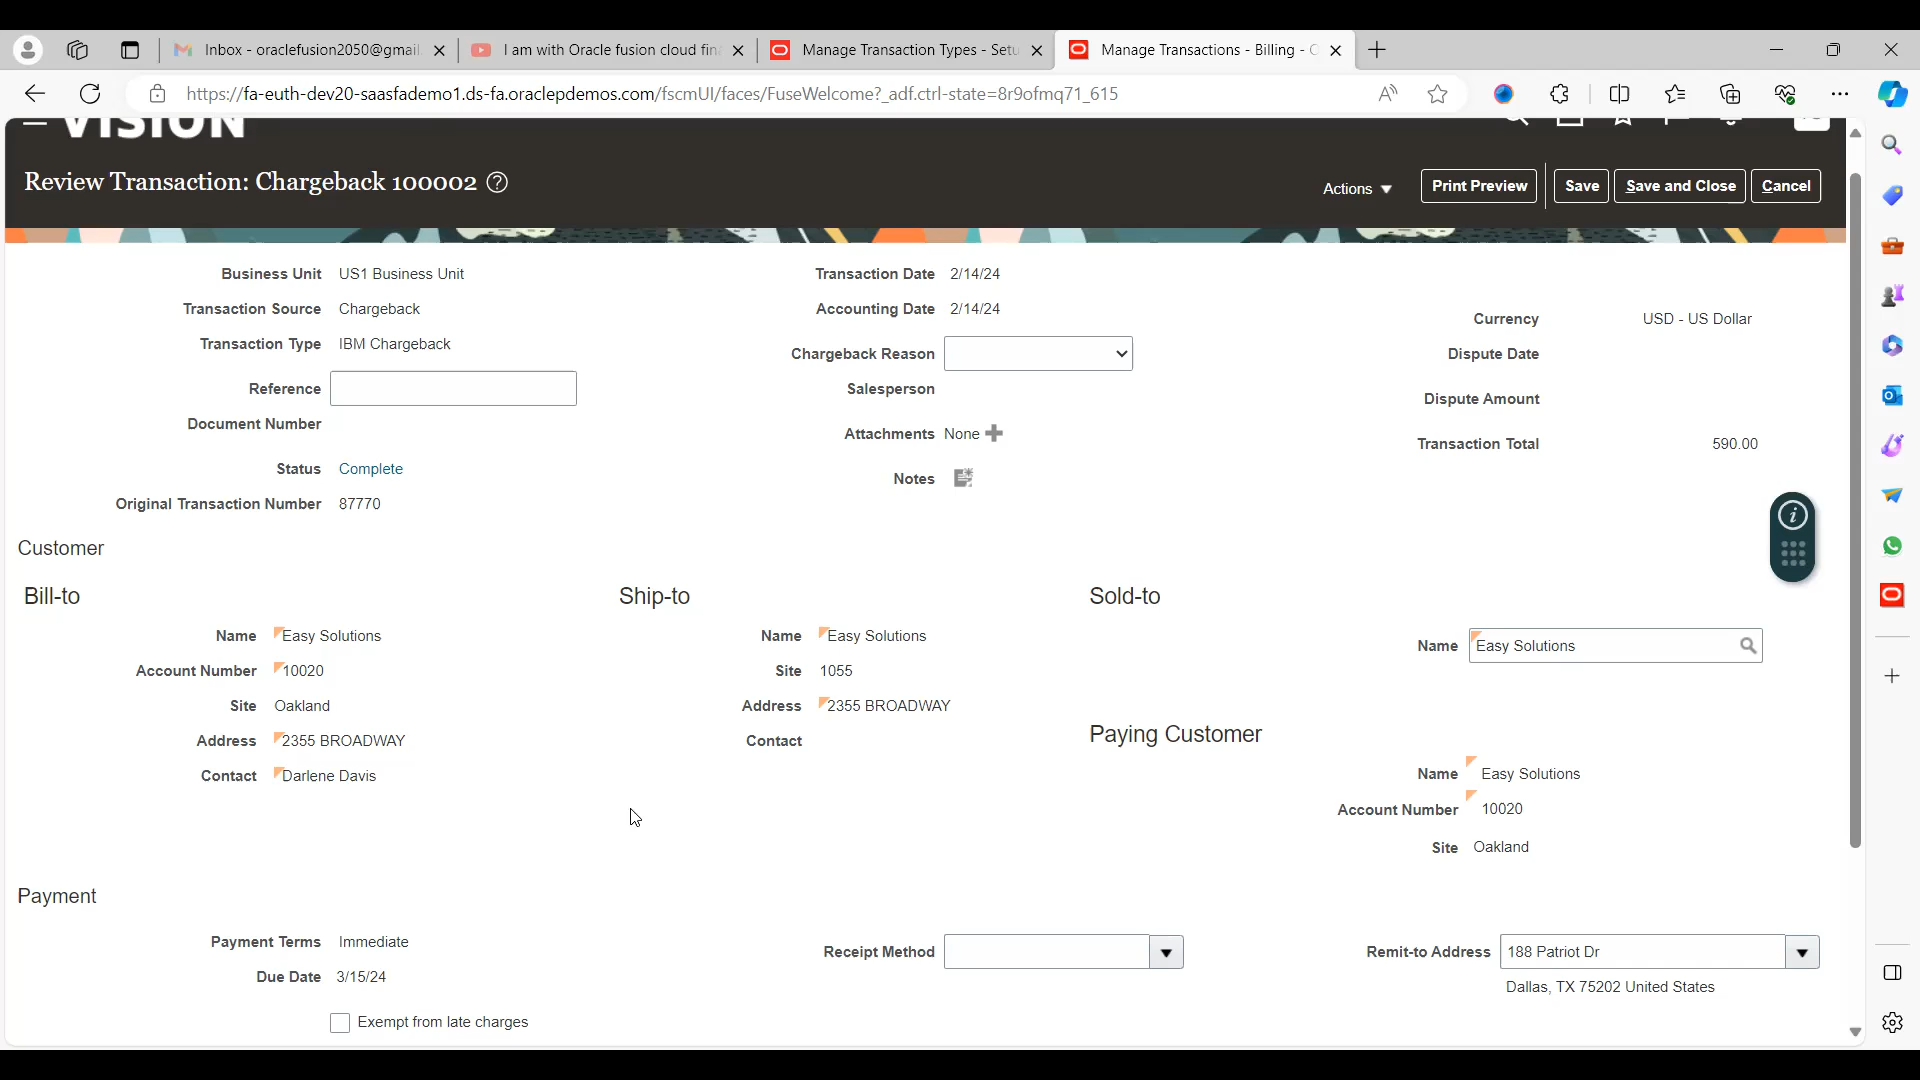 Inbox - oraclefusion2050@gmail.
I am with Oracle fusion cloud fin
Manage Transaction Types - Setu
Manage Transactions - Billing - C
https://fa-euth-dev20-saasfademo1.ds-fa.oraclepdemos.com/fscmUI/faces/FuseWelcome?_adf.ctrl-state=8r9ofmq71_615
VISION
Review Transaction: Chargeback 100002
Actions
Print Preview
Save
Save and Close
Cancel
Business Unit US1 Business Unit
Transaction Source Chargeback
Transaction Type IBM Chargeback
Reference
Document Number
Status Complete
Original Transaction Number 87770
Transaction Date 2/14/24
Accounting Date 2/14/24
Chargeback Reason
Salesperson
Attachments None
Notes
Currency USD - US Dollar
Dispute Date
Dispute Amount
Transaction Total 590.00
Customer
Bill-to
Name Easy Solutions
Account Number 10020
Site Oakland
Address 2355 BROADWAY
Contact Darlene Davis
Ship-to
Name Easy Solutions
Site 1055
Address 2355 BROADWAY
Contact
Sold-to
Name Easy Solutions
Paying Customer
Name Easy Solutions
Account Number 10020
Site Oakland
Payment
Payment Terms Immediate
Due Date 3/15/24
Exempt from late charges
Receipt Method
Remit-to Address 188 Patriot Dr
Dallas, TX 75202 United States